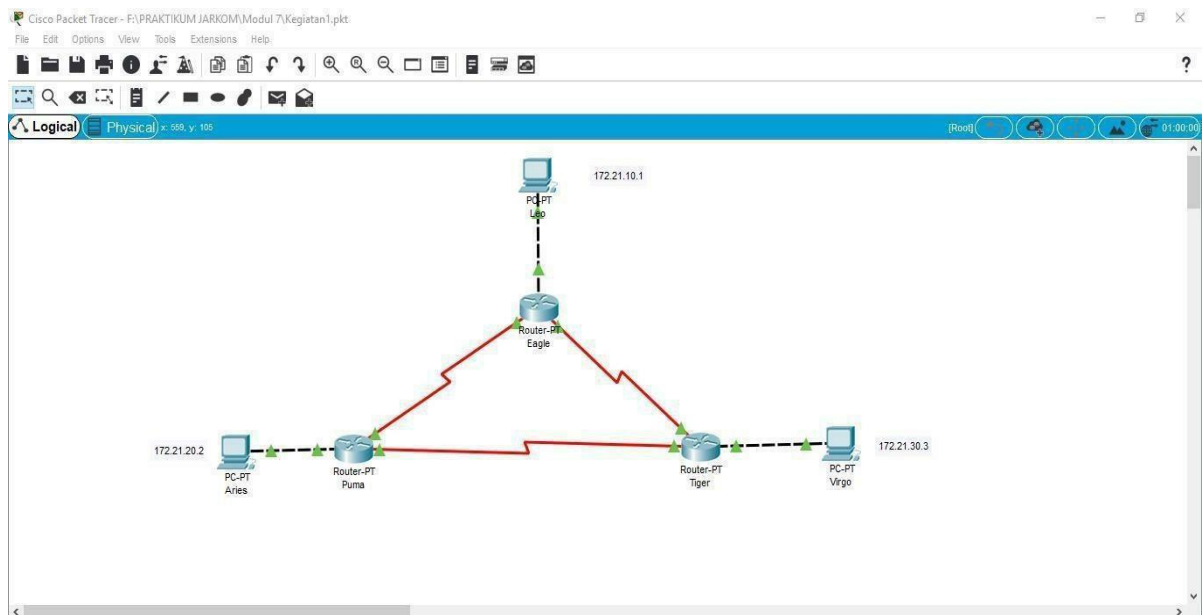 Cisco Packet Tracer - F:\PRAKTIKUM JARKOM\Modul 7\Kegiatan1.pkt
File Edit Options View Tools Extensions Help
?
Logical Physical x: 559, y: 105 [Root] 01:00:00
172.21.10.1
PC-PT
Leo
Router-PT
Eagle
172.21.20.2
PC-PT
Aries
Router-PT
Puma
Router-PT
Tiger
172.21.30.3
PC-PT
Virgo